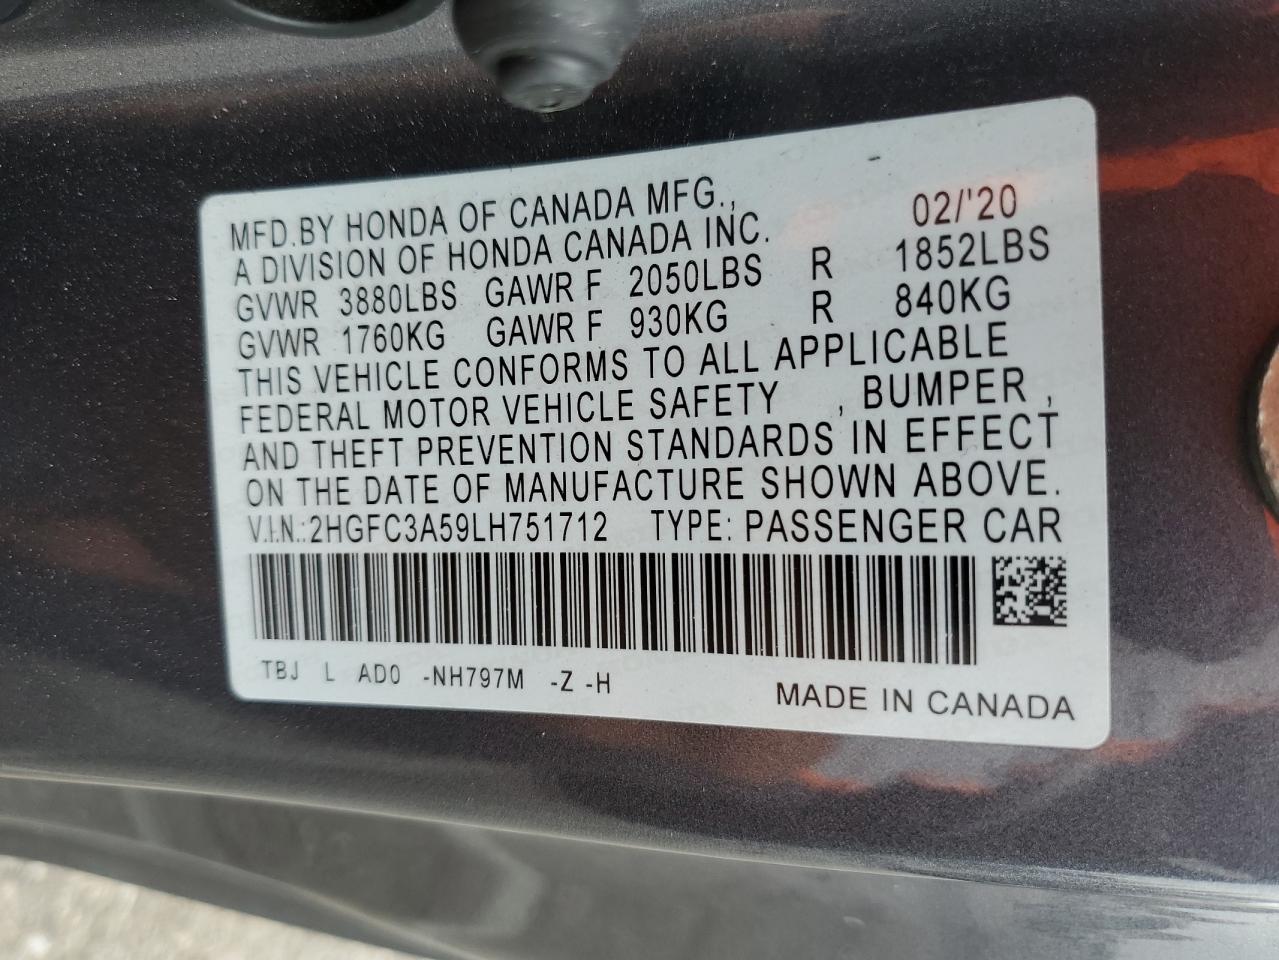 MFD.BY HONDA OF CANADA MFG., 02/'20
A DIVISION OF HONDA CANADA INC.
GVWR 3880LBS GAWR F 2050LBS R 1852LBS
GVWR 1760KG GAWR F 930KG R 840KG
THIS VEHICLE CONFORMS TO ALL APPLICABLE
FEDERAL MOTOR VEHICLE SAFETY , BUMPER ,
AND THEFT PREVENTION STANDARDS IN EFFECT
ON THE DATE OF MANUFACTURE SHOWN ABOVE.
V.I.N.:2HGFC3A59LH751712 TYPE: PASSENGER CAR
TBJ L AD0 -NH797M -Z -H
MADE IN CANADA